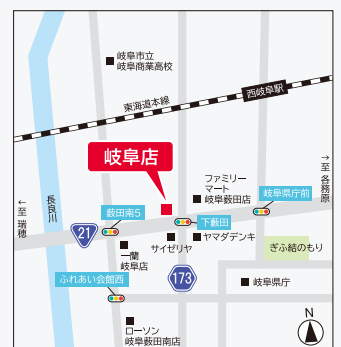 岐阜市立
岐阜商業高校
西岐阜駅
東海道本線
岐阜店
ファミリー
マート
岐阜薮田店
→至 各務原
岐阜県庁前
長良川
←至 瑞穂
薮田南5
下薮田
21
ヤマダデンキ
サイゼリヤ
一蘭
岐阜店
ぎふ結のもり
ふれあい会館西
173
岐阜県庁
ローソン
岐阜薮田南店
N